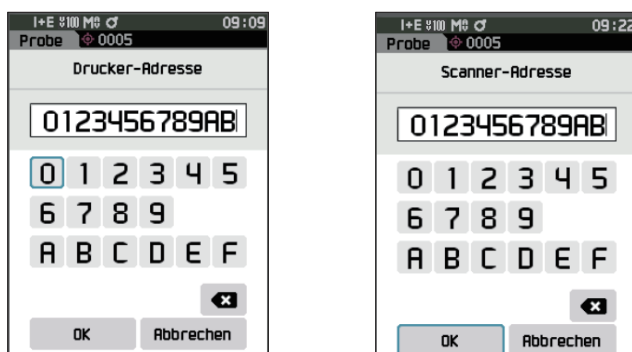 I+E 100 M 09:09
Probe 0005
Drucker-Adresse
0123456789AB
0 1 2 3 4 5
6 7 8 9
A B C D E F
OK Abbrechen
I+E 100 M 09:22
Probe 0005
Scanner-Adresse
0123456789AB
0 1 2 3 4 5
6 7 8 9
A B C D E F
OK Abbrechen